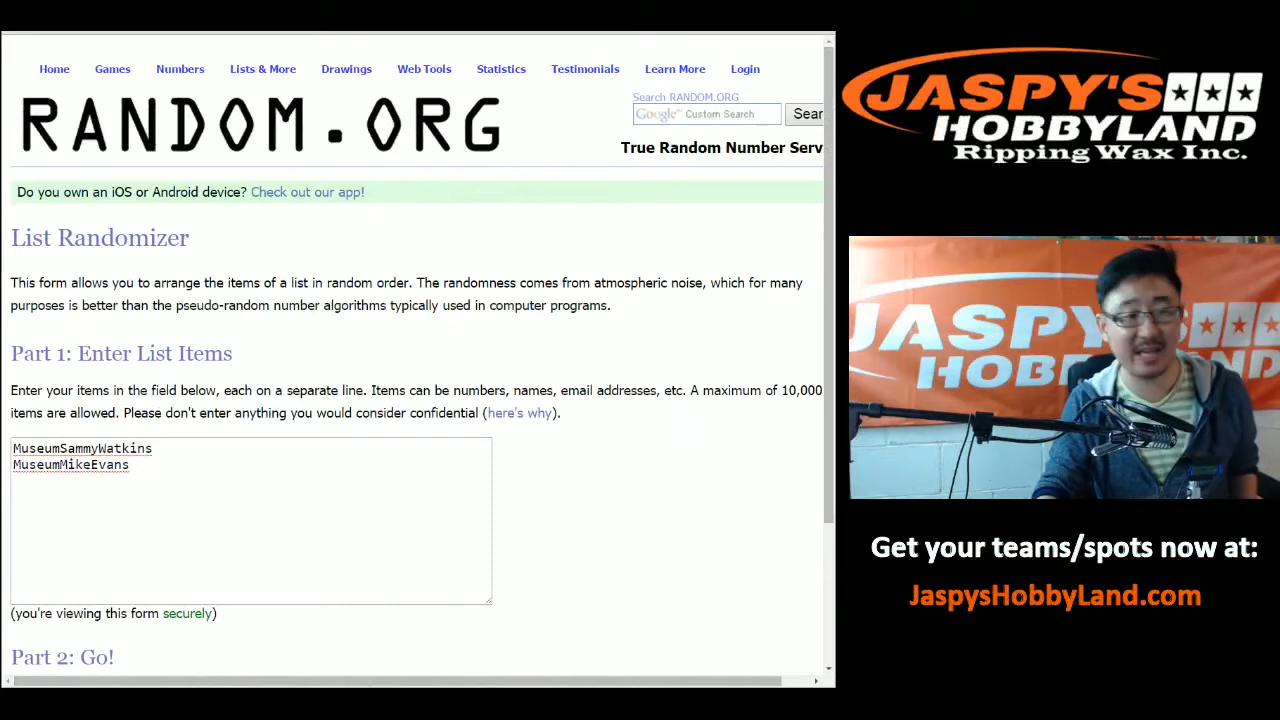 Home Games Numbers Lists & More Drawings Web Tools Statistics Testimonials Learn More Login
RANDOM.ORG
Search RANDOM.ORG
Google™ Custom Search Sear
True Random Number Serv
Do you own an iOS or Android device? Check out our app!
List Randomizer
This form allows you to arrange the items of a list in random order. The randomness comes from atmospheric noise, which for many
purposes is better than the pseudo-random number algorithms typically used in computer programs.
Part 1: Enter List Items
Enter your items in the field below, each on a separate line. Items can be numbers, names, email addresses, etc. A maximum of 10,000
items are allowed. Please don't enter anything you would consider confidential (here's why).
MuseumSammyWatkins
MuseumMikeEvans
(you're viewing this form securely)
Part 2: Go!
JASPY'S
HOBBYLAND
Ripping Wax Inc.
JASPY'S
HOBBYLAND
Get your teams/spots now at:
JaspysHobbyLand.com